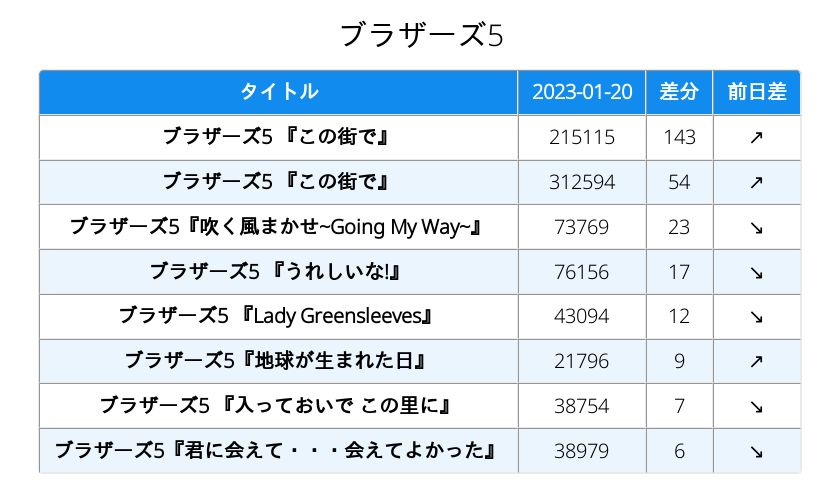 ブラザーズ5
タイトル 2023-01-20 差分 前日差
ブラザーズ5 『この街で』 215115 143 ↗
ブラザーズ5 『この街で』 312594 54 ↗
ブラザーズ5『吹く風まかせ~Going My Way~』 73769 23 ↘
ブラザーズ5 『うれしいな!』 76156 17 ↘
ブラザーズ5 『Lady Greensleeves』 43094 12 ↘
ブラザーズ5『地球が生まれた日』 21796 9 ↗
ブラザーズ5 『入っておいで この里に』 38754 7 ↘
ブラザーズ5『君に会えて・・・会えてよかった』 38979 6 ↘